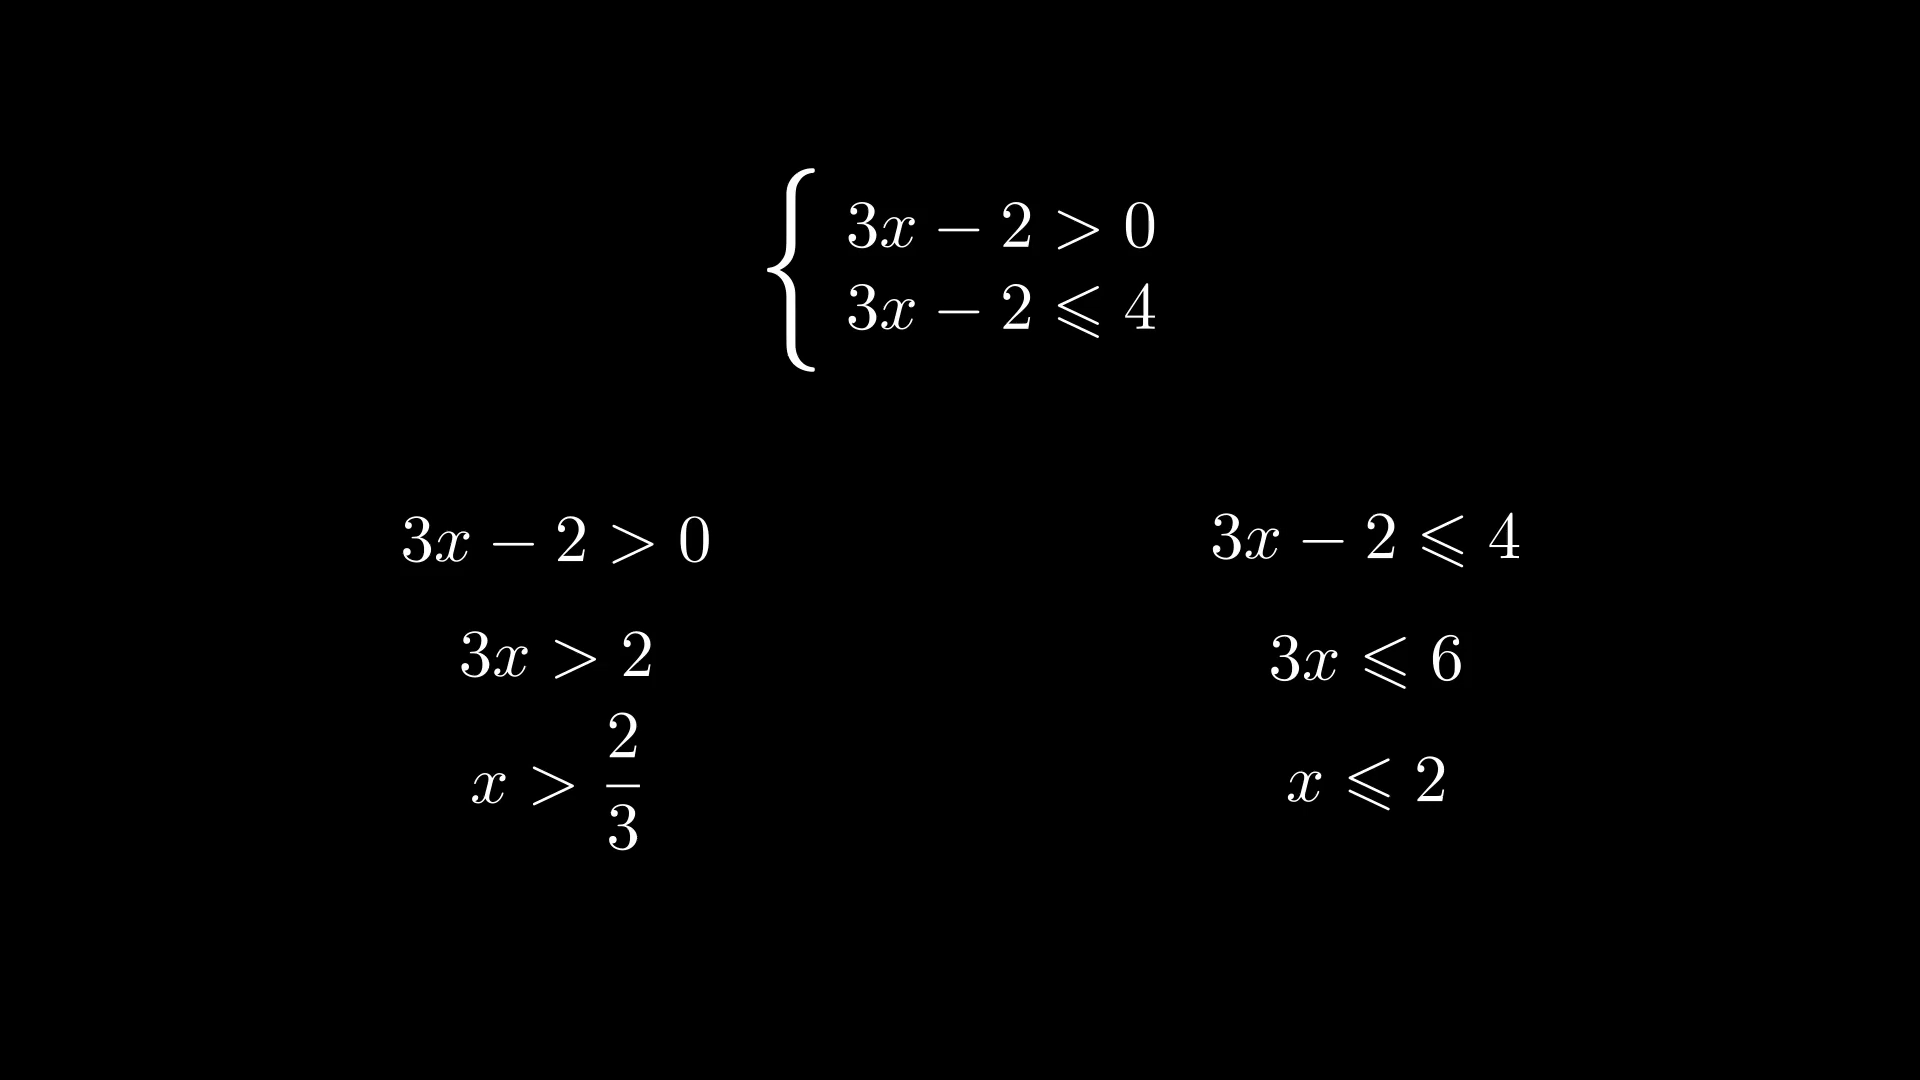 3x − 2 > 0
3x − 2 ⩽ 4
3x − 2 > 0
3x > 2
x > 2/3
3x − 2 ⩽ 4
3x ⩽ 6
x ⩽ 2